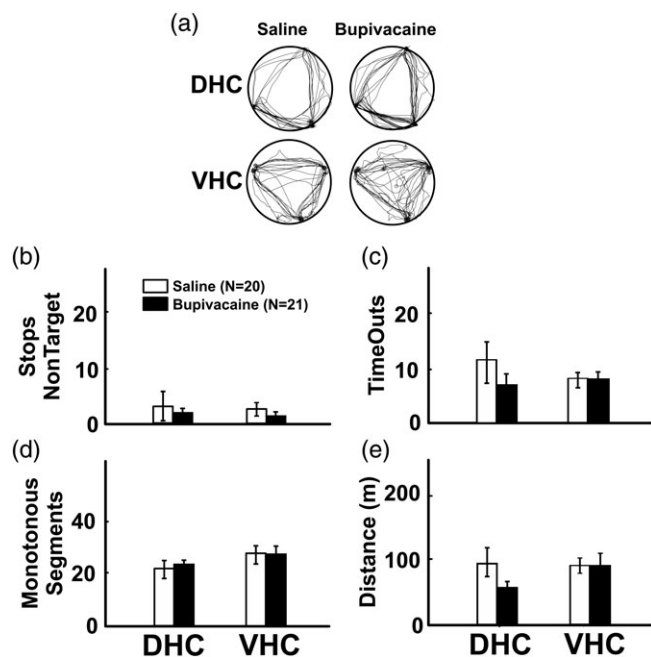 (a)
Saline Bupivacaine
DHC
VHC
(b)
Saline (N=20)
Bupivacaine (N=21)
Stops
NonTarget
20
10
0
(c)
TimeOuts
20
10
0
(d)
Monotonous
Segments
40
20
0
DHC VHC
(e)
Distance (m)
200
100
0
DHC VHC